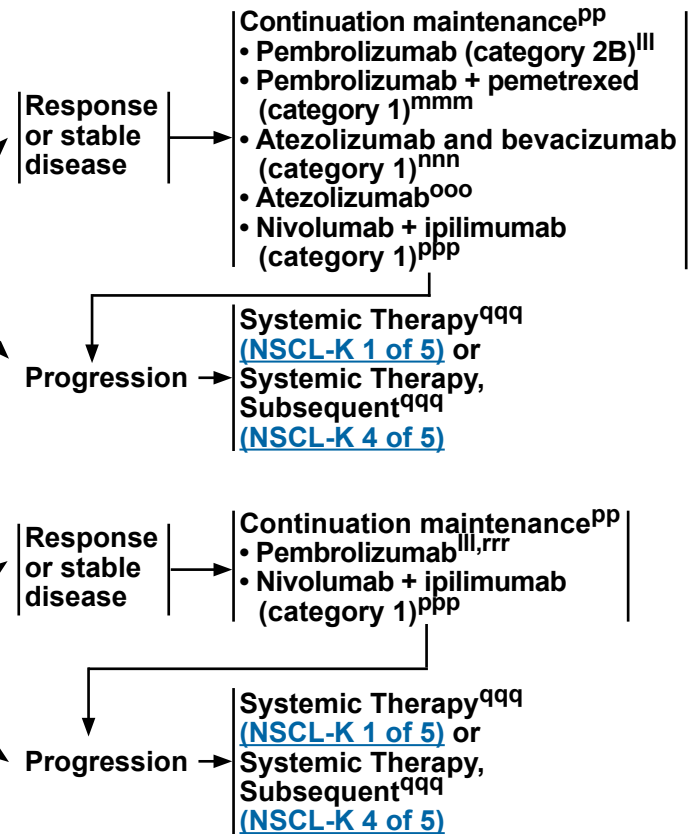 Response
or stable
disease
Continuation maintenancepp
• Pembrolizumab (category 2B)lll
• Pembrolizumab + pemetrexed
(category 1)mmm
• Atezolizumab and bevacizumab
(category 1)nnn
• Atezolizumabooo
• Nivolumab + ipilimumab
(category 1)ppp
Progression
Systemic Therapyqqq
(NSCL-K 1 of 5) or
Systemic Therapy,
Subsequentqqq
(NSCL-K 4 of 5)
Response
or stable
disease
Continuation maintenancepp
• Pembrolizumablll,rrr
• Nivolumab + ipilimumab
(category 1)ppp
Progression
Systemic Therapyqqq
(NSCL-K 1 of 5) or
Systemic Therapy,
Subsequentqqq
(NSCL-K 4 of 5)